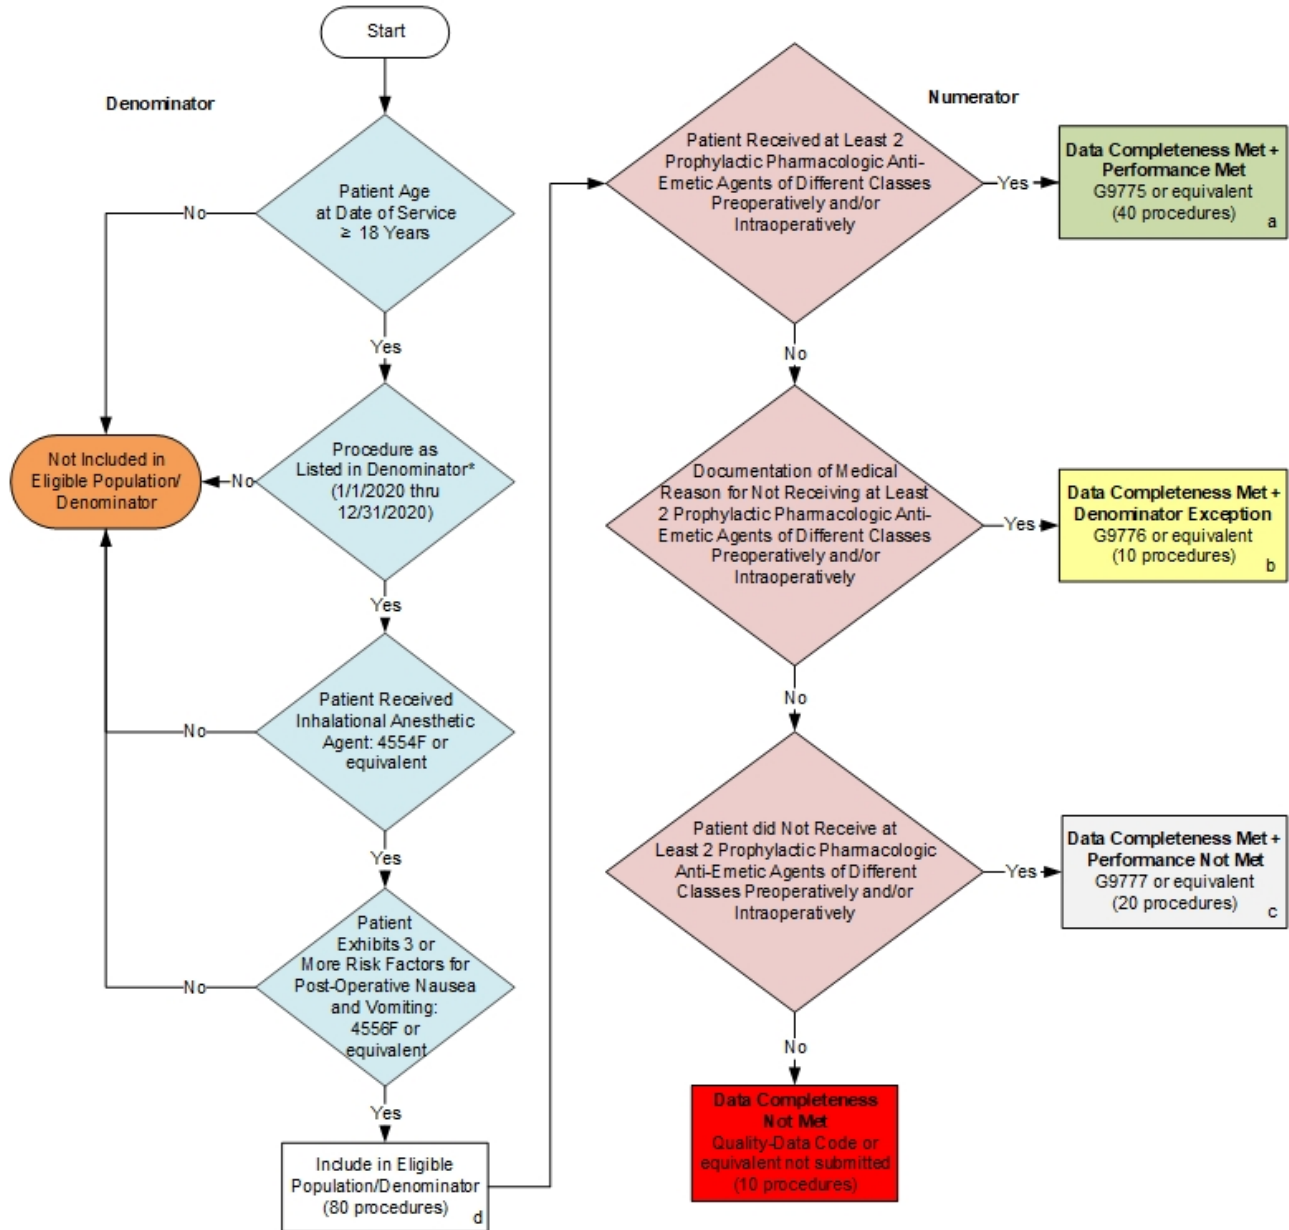 Start
Denominator
Patient Age
at Date of Service
≥ 18 Years
No
Yes
Procedure as
Listed in Denominator*
(1/1/2020 thru
12/31/2020)
No
Not Included in
Eligible Population/
Denominator
Yes
Patient Received
Inhalational Anesthetic
Agent: 4554F or
equivalent
No
Yes
Patient
Exhibits 3 or
More Risk Factors for
Post-Operative Nausea
and Vomiting:
4556F or
equivalent
No
Yes
Include in Eligible
Population/Denominator
(80 procedures)
d
Numerator
Patient Received at Least 2
Prophylactic Pharmacologic Anti-
Emetic Agents of Different Classes
Preoperatively and/or
Intraoperatively
Yes
Data Completeness Met +
Performance Met
G9775 or equivalent
(40 procedures)
a
No
Documentation of Medical
Reason for Not Receiving at Least
2 Prophylactic Pharmacologic Anti-
Emetic Agents of Different Classes
Preoperatively and/or
Intraoperatively
Yes
Data Completeness Met +
Denominator Exception
G9776 or equivalent
(10 procedures)
b
No
Patient did Not Receive at
Least 2 Prophylactic Pharmacologic
Anti-Emetic Agents of Different
Classes Preoperatively and/or
Intraoperatively
Yes
Data Completeness Met +
Performance Not Met
G9777 or equivalent
(20 procedures)
c
No
Data Completeness
Not Met
Quality-Data Code or
equivalent not submitted
(10 procedures)